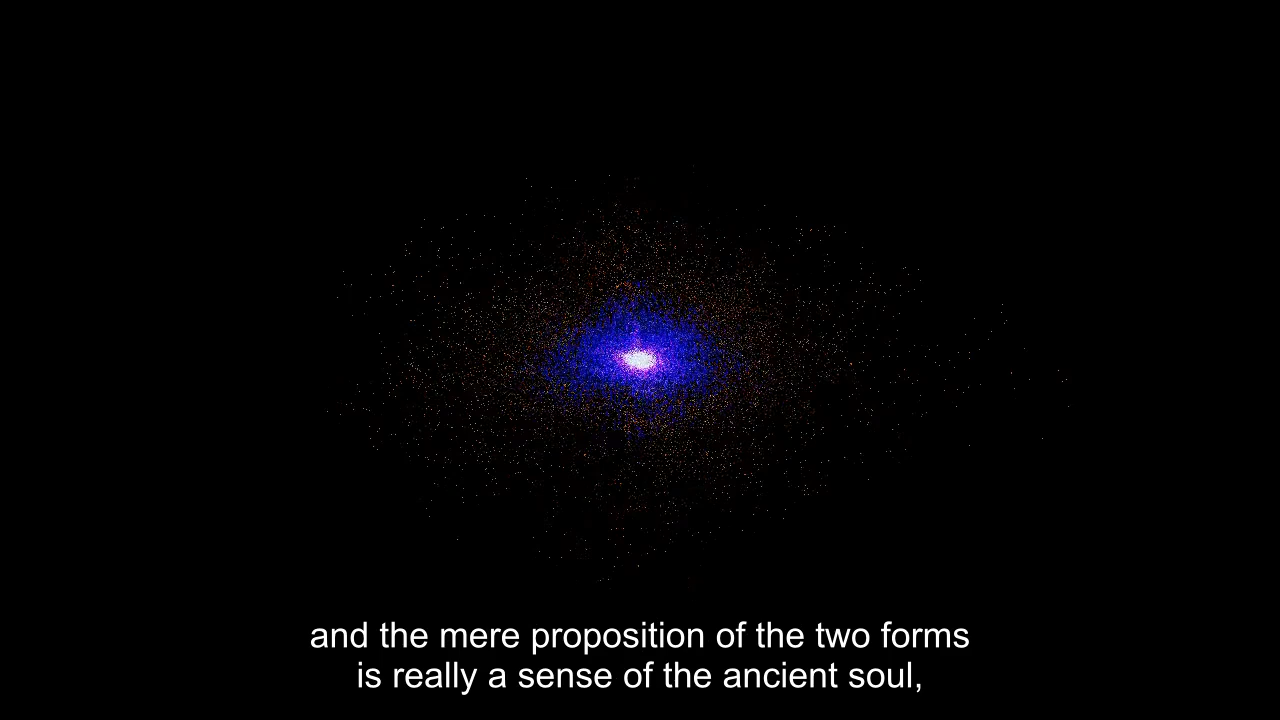 and the mere proposition of the two forms
is really a sense of the ancient soul,